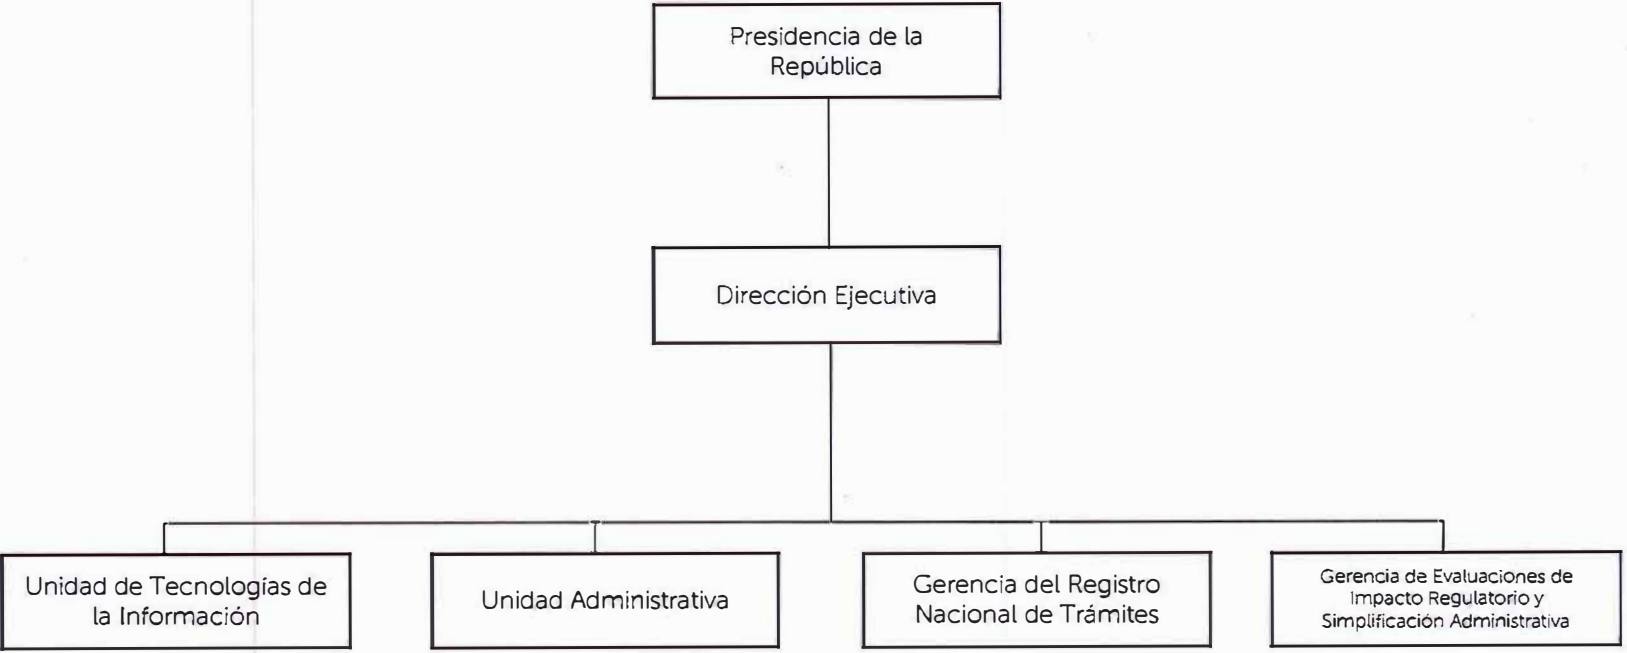 Presidencia de la
República
Dirección Ejecutiva
Unidad de Tecnologías de
la Información
Unidad Administrativa
Gerencia del Registro
Nacional de Trámites
Gerencia de Evaluaciones de
Impacto Regulatorio y
Simplificación Administrativa